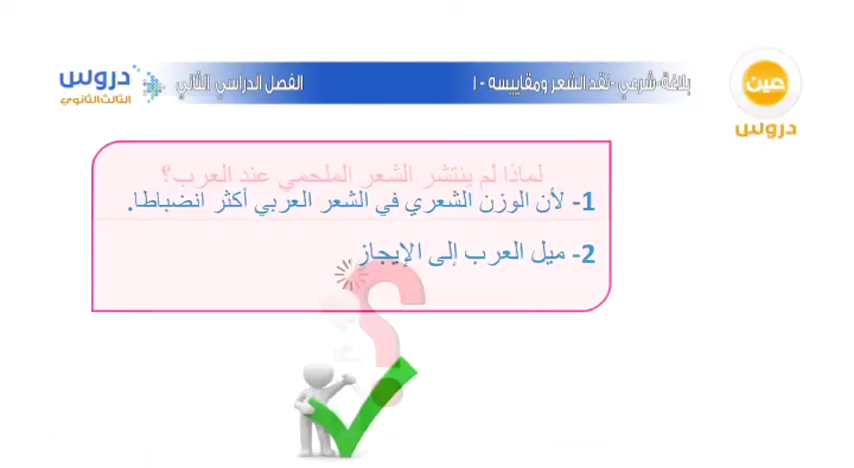 دروس
الثالث الثانوي
الفصل الدراسي الثاني
بلاغة-شرعي -نقد الشعر ومقاييسه - ١
عين
دروس
لماذا لم ينتشر الشعر الملحمي عند العرب؟
1- لأن الوزن الشعري في الشعر العربي أكثر انضباطا.
2- ميل العرب إلى الإيجاز